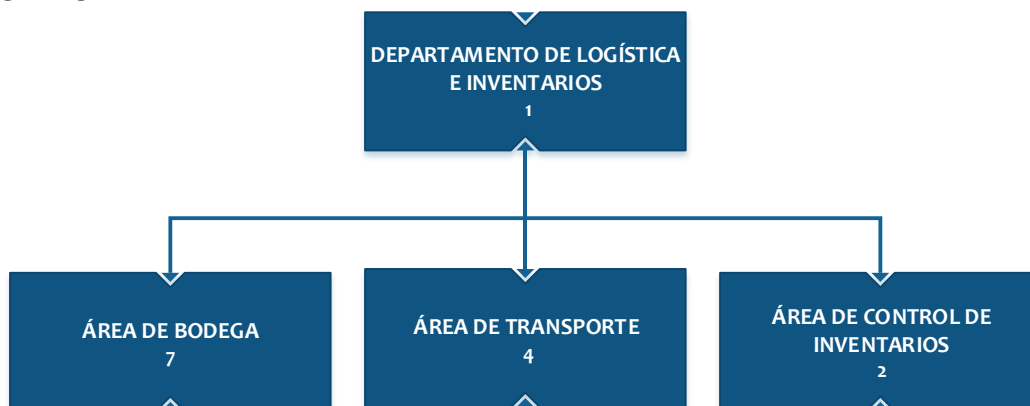 DEPARTAMENTO DE LOGÍSTICA
E INVENTARIOS
1
ÁREA DE BODEGA
7
ÁREA DE TRANSPORTE
4
ÁREA DE CONTROL DE
INVENTARIOS
2